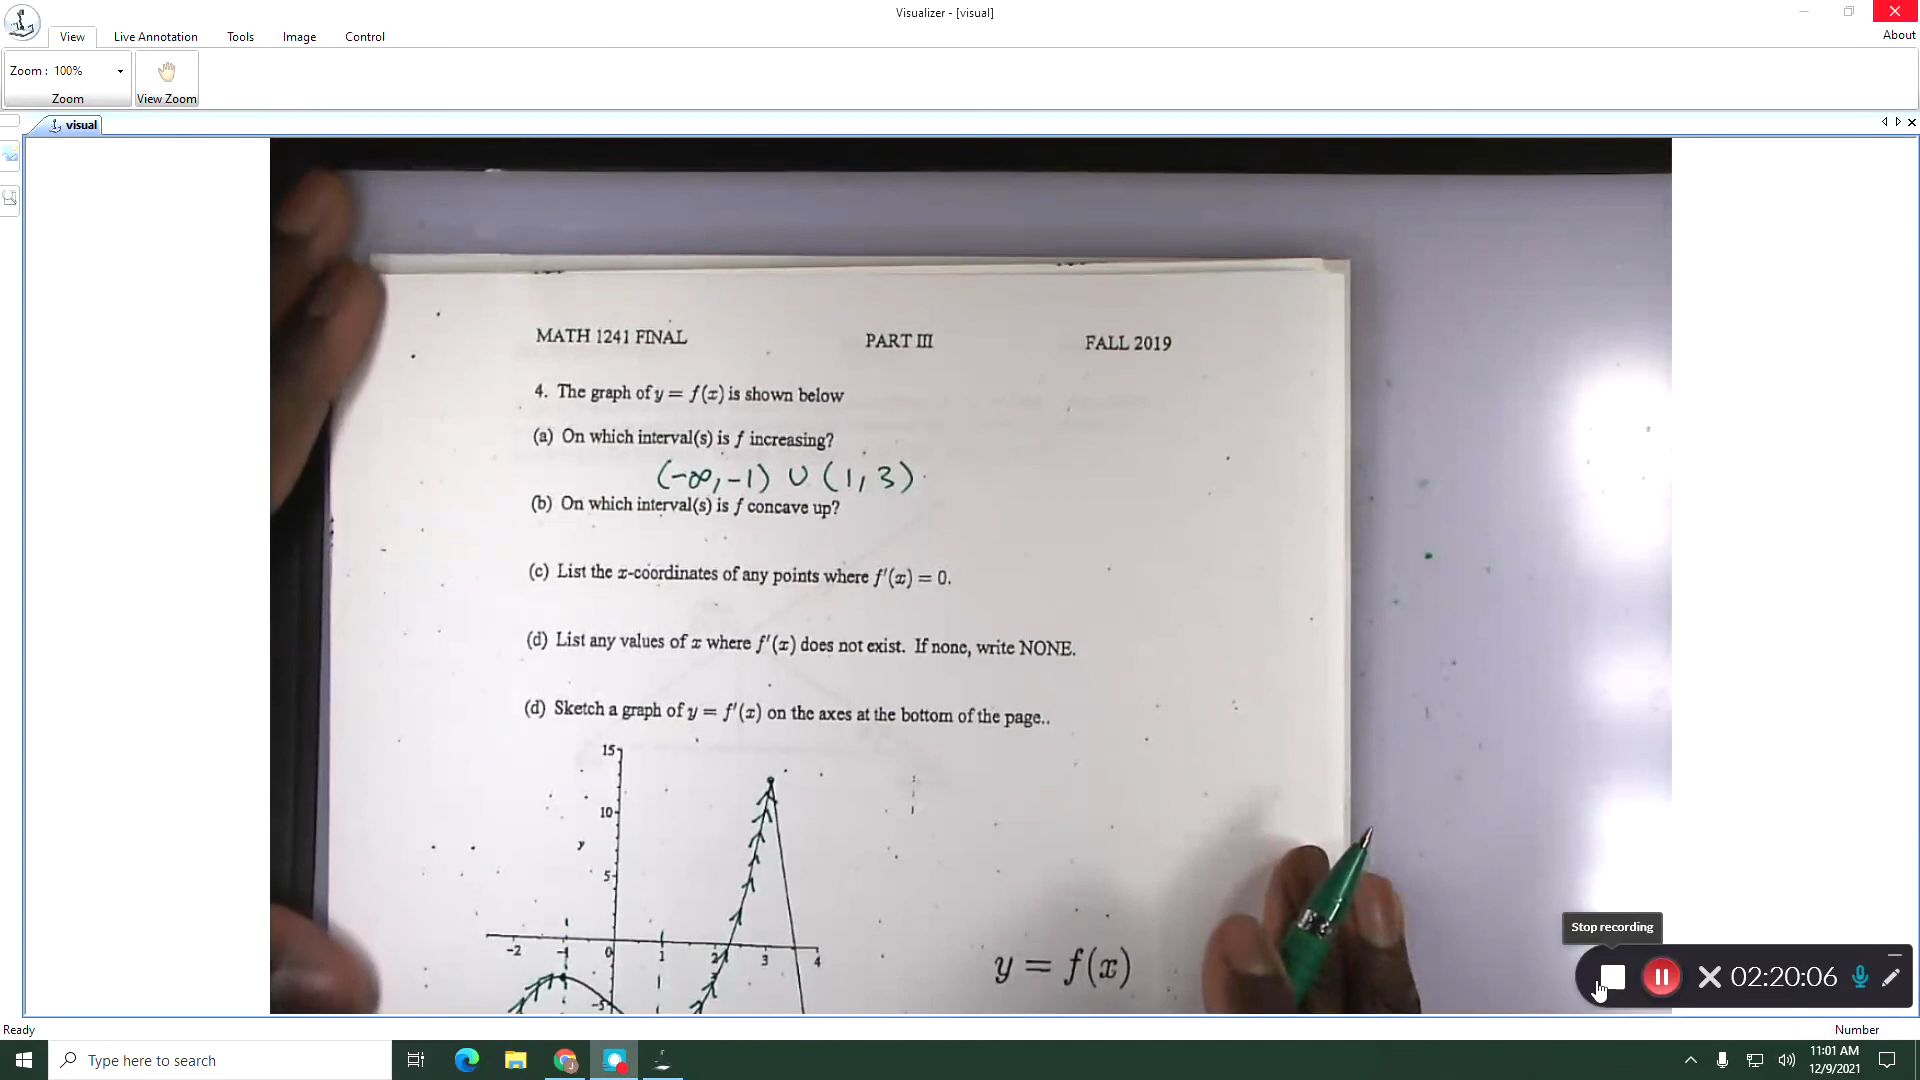 Visualizer - [visual]
View Live Annotation Tools Image Control About
Zoom : 100%
Zoom View Zoom
visual
MATH 1241 FINAL PART III FALL 2019
4. The graph of y = f(x) is shown below
(a) On which interval(s) is f increasing?
(-∞, -1) ∪ (1, 3)
(b) On which interval(s) is f concave up?
(c) List the x-coordinates of any points where f'(x) = 0.
(d) List any values of x where f'(x) does not exist. If none, write NONE.
(d) Sketch a graph of y = f'(x) on the axes at the bottom of the page..
15
10
y
5
-2 -1 0 1 2 3 4
-5
y = f(x)
Stop recording
02:20:06
Ready Number
Type here to search
11:01 AM
12/9/2021